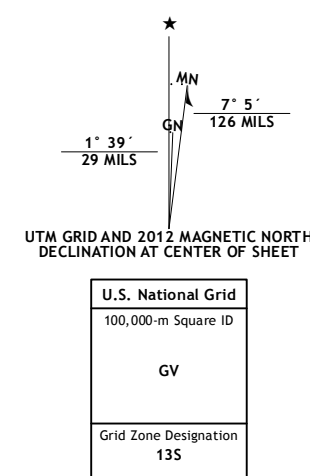 ★
MN
GN
7° 5´
126 MILS
1° 39´
29 MILS
UTM GRID AND 2012 MAGNETIC NORTH
DECLINATION AT CENTER OF SHEET
U.S. National Grid
100,000-m Square ID
GV
Grid Zone Designation
13S